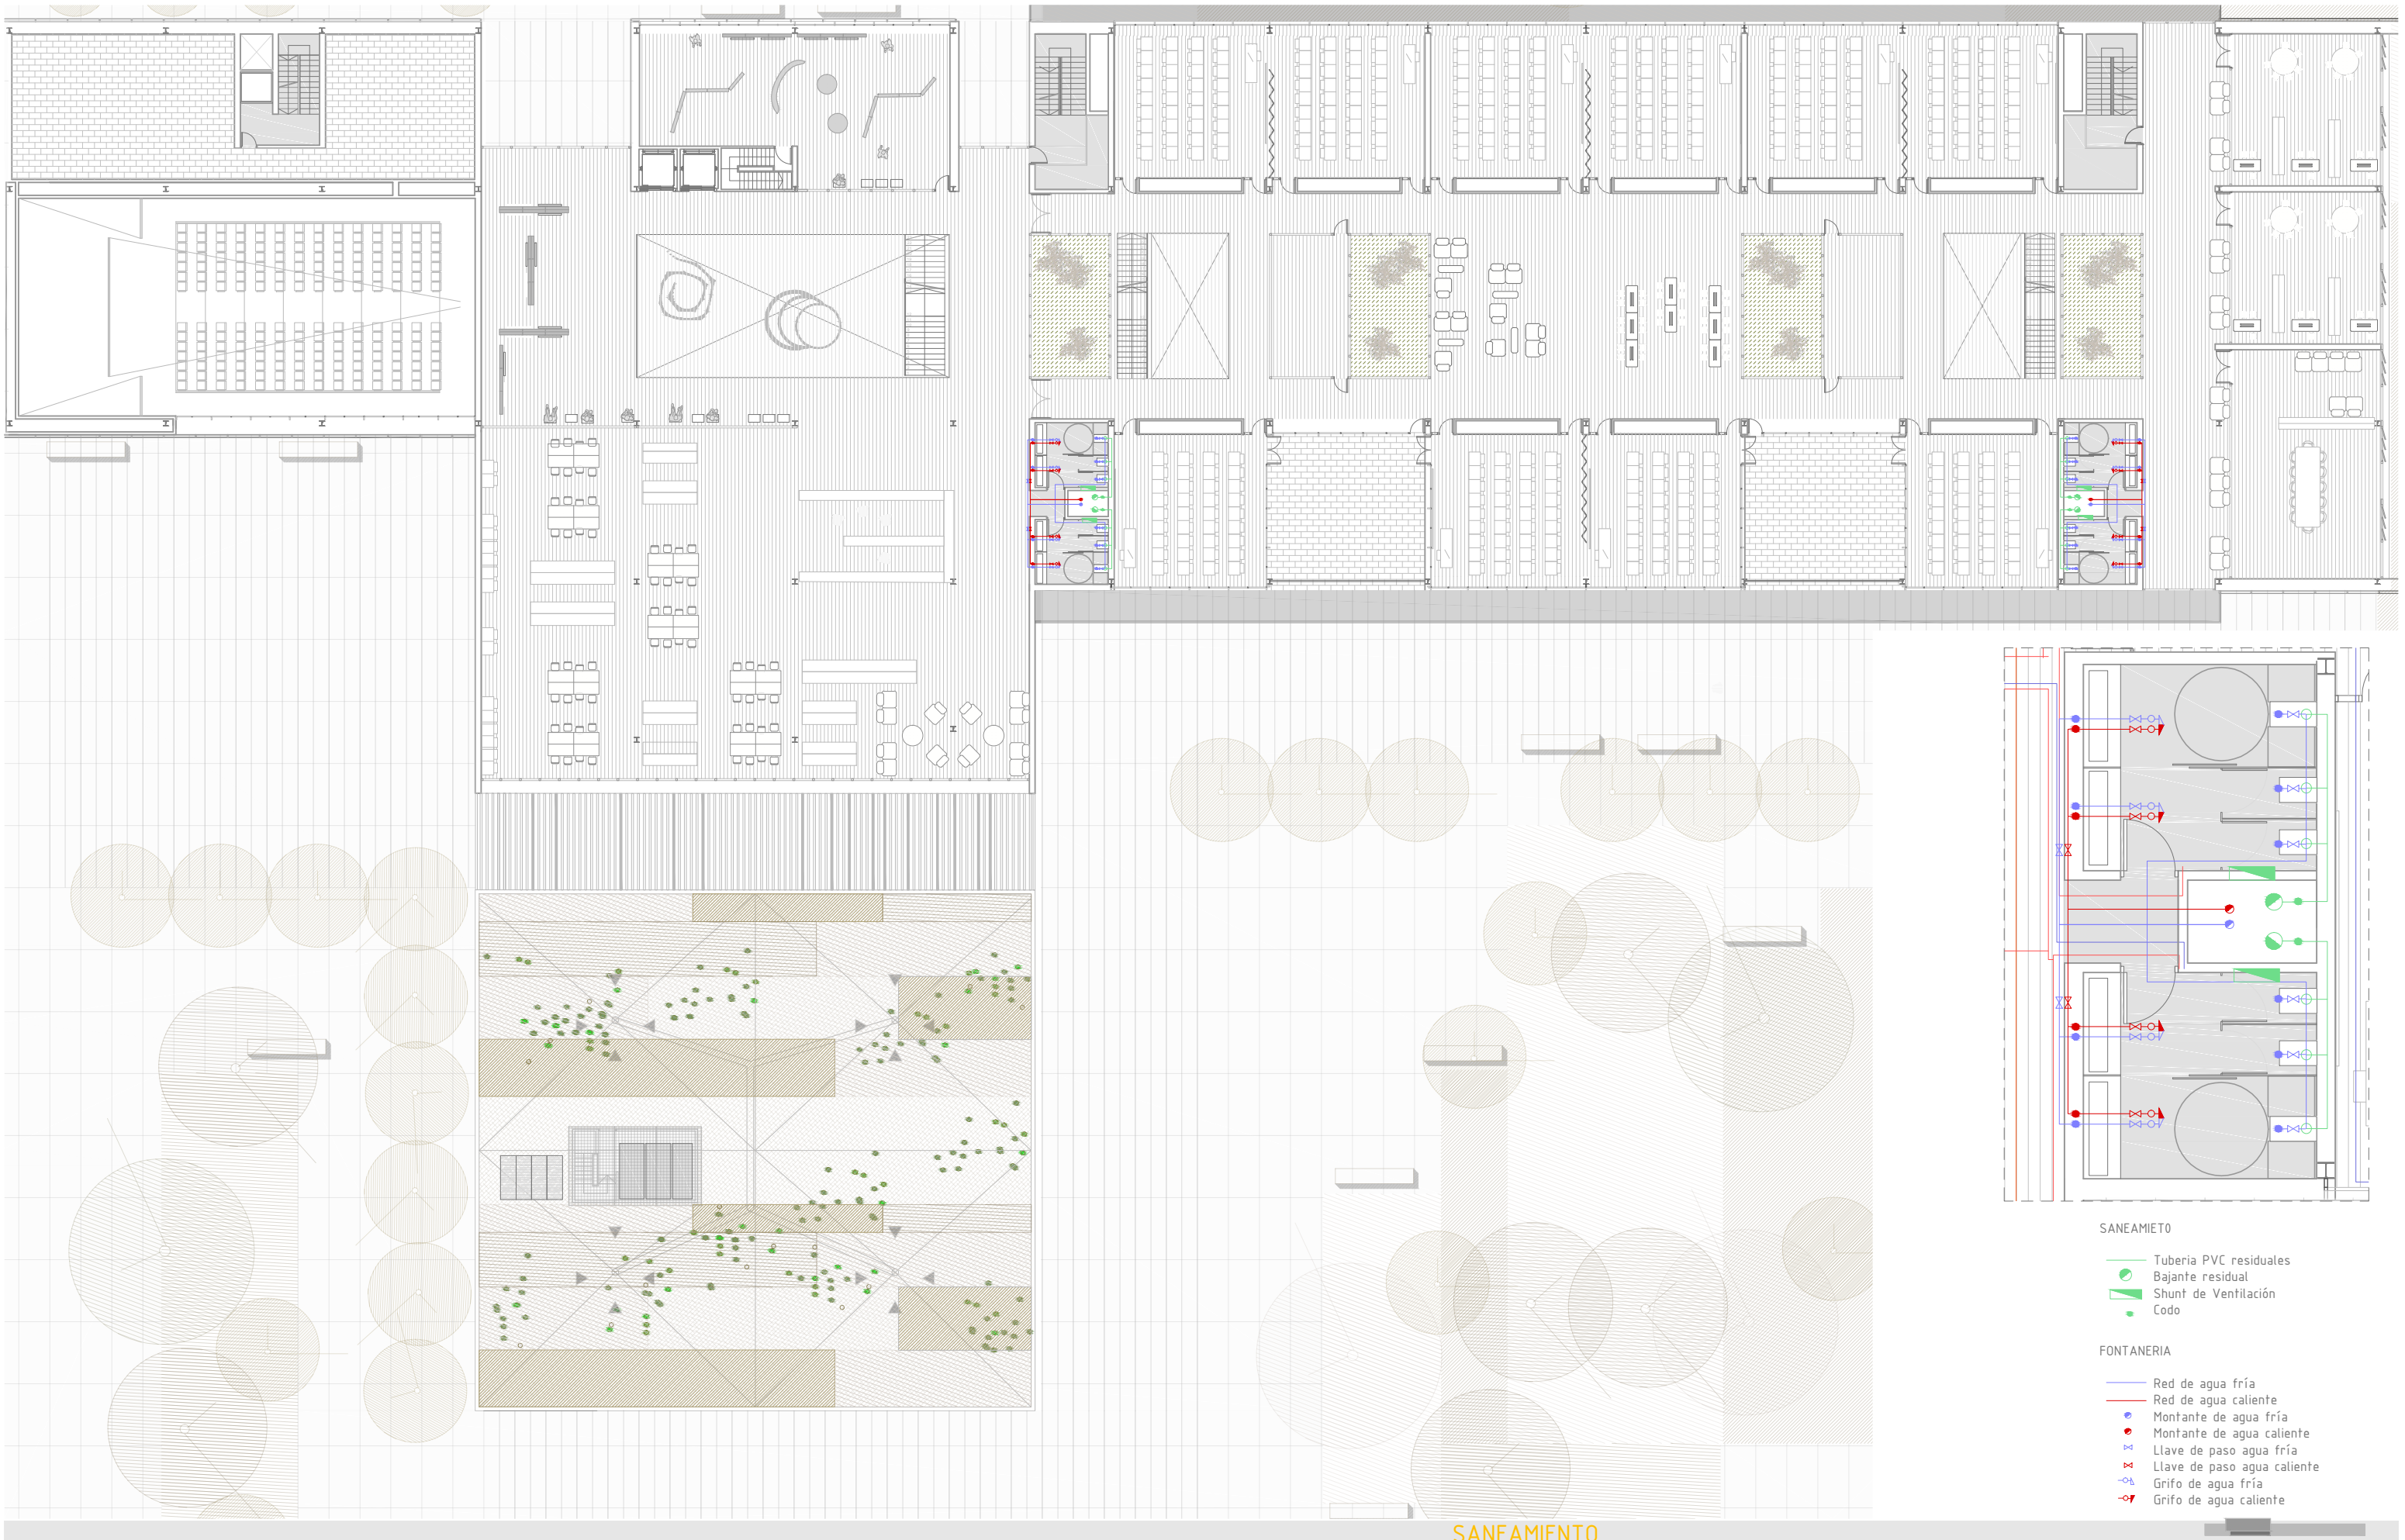 SANEAMIETO
Tuberia PVC residuales
Bajante residual
Shunt de Ventilación
Codo
FONTANERIA
Red de agua fría
Red de agua caliente
Montante de agua fría
Montante de agua caliente
Llave de paso agua fría
Llave de paso agua caliente
Grifo de agua fría
Grifo de agua caliente
SANEAMIENTO